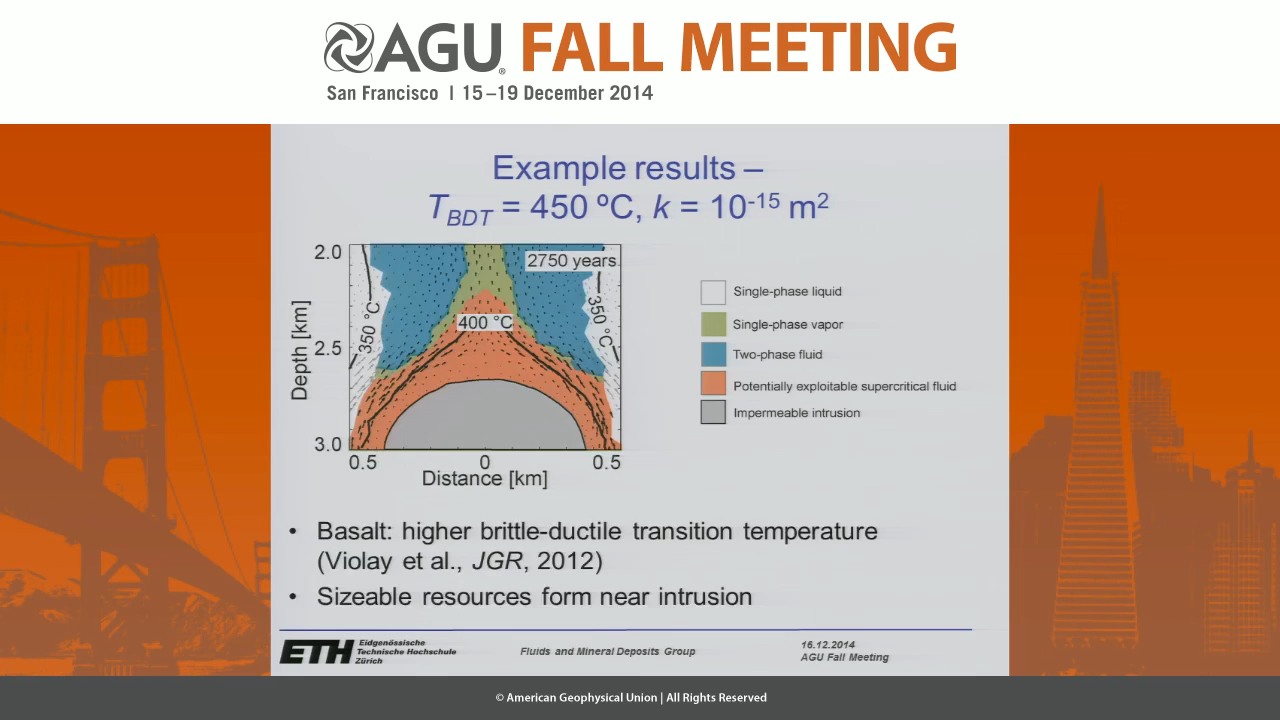 AGU® FALL MEETING
San Francisco | 15–19 December 2014
Example results –
T_BDT = 450 ºC, k = 10⁻¹⁵ m²
2.0
2750 years
350 °C
400 °C
350 °C
Depth [km]
2.5
3.0
0.5 0 0.5
Distance [km]
Single-phase liquid
Single-phase vapor
Two-phase fluid
Potentially exploitable supercritical fluid
Impermeable intrusion
• Basalt: higher brittle-ductile transition temperature
(Violay et al., JGR, 2012)
• Sizeable resources form near intrusion
ETH
Eidgenössische
Technische Hochschule
Zürich
Fluids and Mineral Deposits Group
16.12.2014
AGU Fall Meeting
© American Geophysical Union | All Rights Reserved